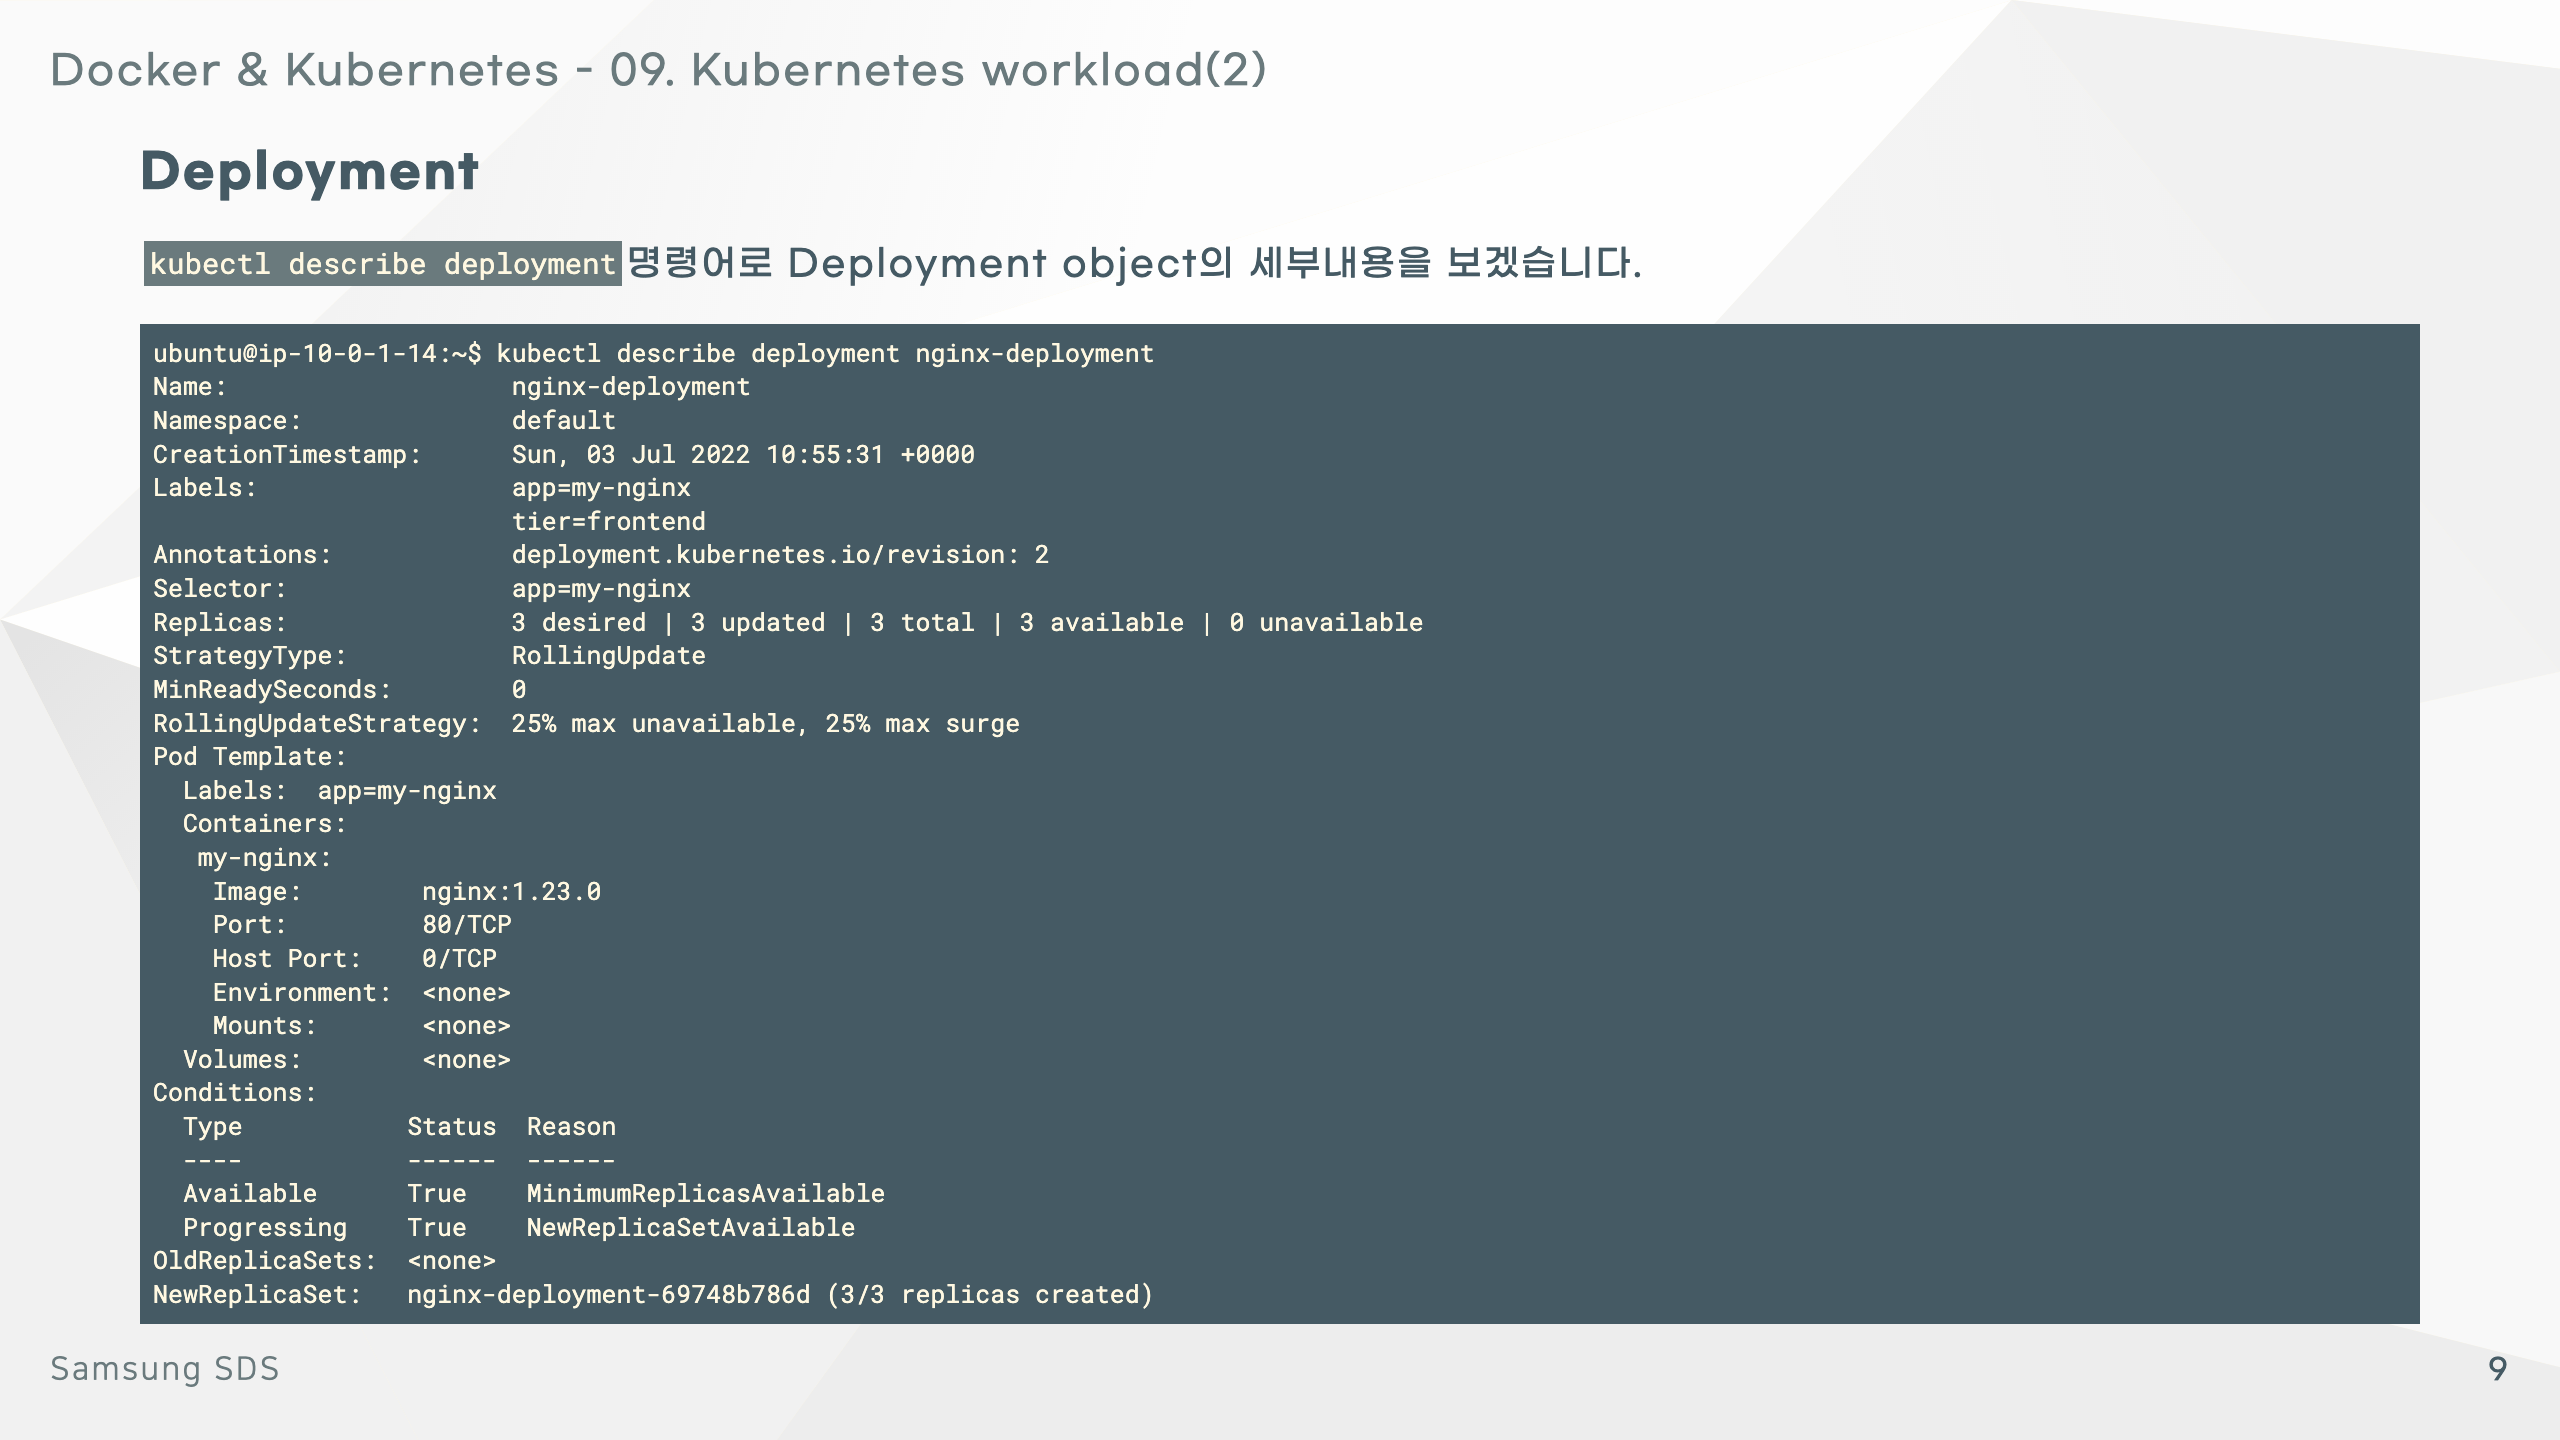 Docker & Kubernetes - 09. Kubernetes workload(2)
Deployment
kubectl describe deployment 명령어로 Deployment object의 세부내용을 보겠습니다.
ubuntu@ip-10-0-1-14:~$ kubectl describe deployment nginx-deployment
Name:                   nginx-deployment
Namespace:              default
CreationTimestamp:      Sun, 03 Jul 2022 10:55:31 +0000
Labels:                 app=my-nginx
                        tier=frontend
Annotations:            deployment.kubernetes.io/revision: 2
Selector:               app=my-nginx
Replicas:               3 desired | 3 updated | 3 total | 3 available | 0 unavailable
StrategyType:           RollingUpdate
MinReadySeconds:        0
RollingUpdateStrategy:  25% max unavailable, 25% max surge
Pod Template:
  Labels:  app=my-nginx
  Containers:
   my-nginx:
    Image:        nginx:1.23.0
    Port:         80/TCP
    Host Port:    0/TCP
    Environment:  <none>
    Mounts:       <none>
  Volumes:        <none>
Conditions:
  Type           Status  Reason
  ----           ------  ------
  Available      True    MinimumReplicasAvailable
  Progressing    True    NewReplicaSetAvailable
OldReplicaSets:  <none>
NewReplicaSet:   nginx-deployment-69748b786d (3/3 replicas created)
Samsung SDS
9